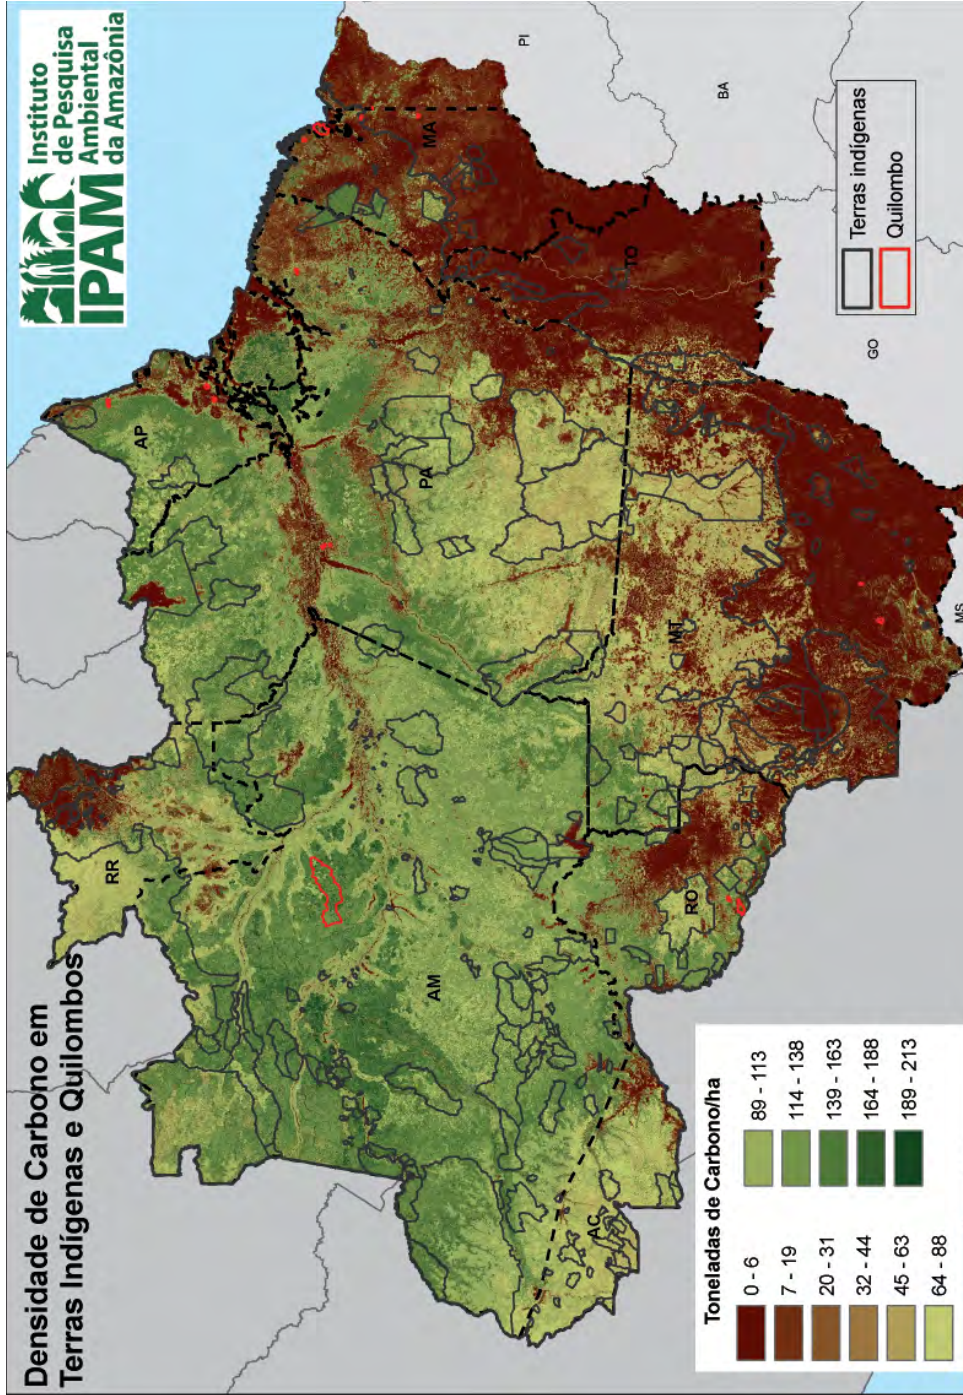 Densidade de Carbono em
Terras Indígenas e Quilombos
Instituto
de Pesquisa
Ambiental
da Amazônia
IPAM
RR
AP
AM
PA
MA
PI
BA
TO
AC
RO
MT
GO
MS
Toneladas de Carbono/ha
0 - 6
7 - 19
20 - 31
32 - 44
45 - 63
64 - 88
89 - 113
114 - 138
139 - 163
164 - 188
189 - 213
Terras indígenas
Quilombo